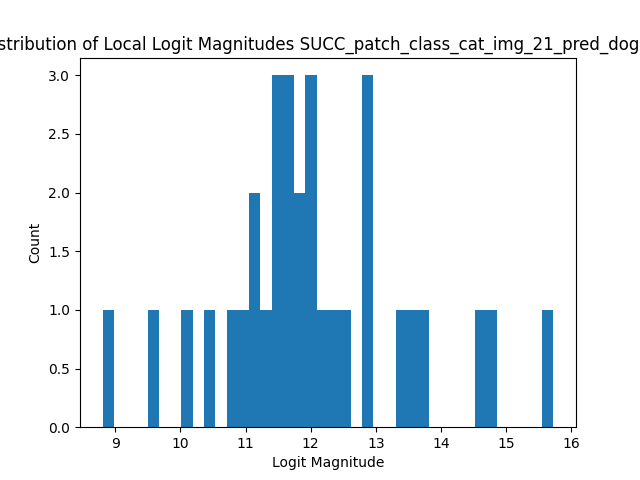 stribution of Local Logit Magnitudes SUCC_patch_class_cat_img_21_pred_dog
3.0
2.5
2.0
1.5
1.0
0.5
0.0
Count
9 10 11 12 13 14 15 16
Logit Magnitude